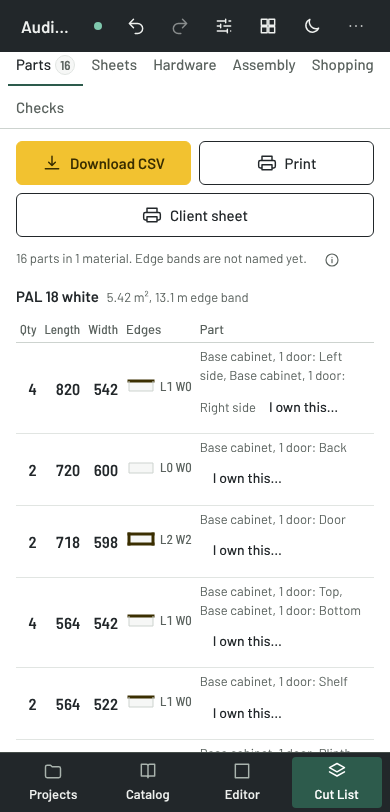 Audi...
Parts 16 Sheets Hardware Assembly Shopping
Checks
Download CSV Print
Client sheet
16 parts in 1 material. Edge bands are not named yet.
PAL 18 white 5.42 m², 13.1 m edge band
Qty Length Width Edges Part
4 820 542 L1 W0 Base cabinet, 1 door: Left
side, Base cabinet, 1 door:
Right side I own this...
2 720 600 L0 W0 Base cabinet, 1 door: Back
I own this...
2 718 598 L2 W2 Base cabinet, 1 door: Door
I own this...
4 564 542 L1 W0 Base cabinet, 1 door: Top,
Base cabinet, 1 door: Bottom
I own this...
2 564 522 L1 W0 Base cabinet, 1 door: Shelf
I own this...
Projects Catalog Editor Cut List